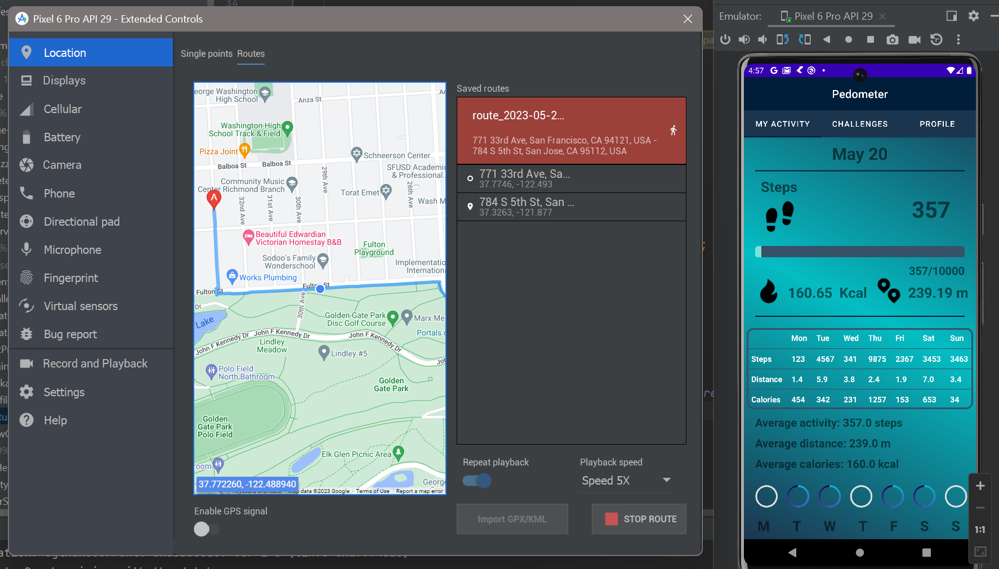 Pixel 6 Pro API 29 - Extended Controls
Location
Displays
Cellular
Battery
Camera
Phone
Directional pad
Microphone
Fingerprint
Virtual sensors
Bug report
Record and Playback
Settings
Help
Single points Routes
George Washington
High School
Anza St
Washington High
School Track & Field
Pizza Joint
Balboa St
Balboa St
Schneerson Center
SFUSD Academic
& Professional...
Community Music
Center Richmond Branch
Torat Emet
Wash M
A
32nd Ave
31st Ave
30th Ave
29th Ave
26th Ave
Beautiful Edwardian
Victorian Homestay B&B
Fulton
Playground
Sodoo's Family
Wonderschool
Implementatio
Internation
Works Plumbing
Fulton St
Fulton St
30th Ave
Dr
Lake
Golden Gate Park
Disc Golf Course
Marx Me
Portals o
John F Kennedy Dr
John F Kennedy Dr
John F Kennedy Dr
Joh
Lindley
Meadow
Lindley #5
Polo Field
North Bathroom
Golden
Gate Park
Golden
Gate Park
Polo Field
Elk Glen Picnic Area
room
Georg
37.772260, -122.488940
Keyboard shortcuts Map data ©2023 Google Terms of Use Report a map error
Enable GPS signal
Saved routes
route_2023-05-2...
771 33rd Ave, San Francisco, CA 94121, USA -
784 S 5th St, San Jose, CA 95112, USA
771 33rd Ave, Sa...
37.7746, -122.493
784 S 5th St, San ...
37.3263, -121.877
Repeat playback
Playback speed
Speed 5X
Import GPX/KML
STOP ROUTE
Emulator: Pixel 6 Pro API 29
4:57
Pedometer
MY ACTIVITY CHALLENGES PROFILE
May 20
Steps
357
357/10000
160.65 Kcal 239.19 m
Mon Tue Wed Thu Fri Sat Sun
Steps 123 4567 341 9875 2367 3453 3463
Distance 1.4 5.9 3.8 2.4 1.9 7.0 3.4
Calories 454 342 231 1257 153 653 34
Average activity: 357.0 steps
Average distance: 239.0 m
Average calories: 160.0 kcal
M T W T F S S
1:1